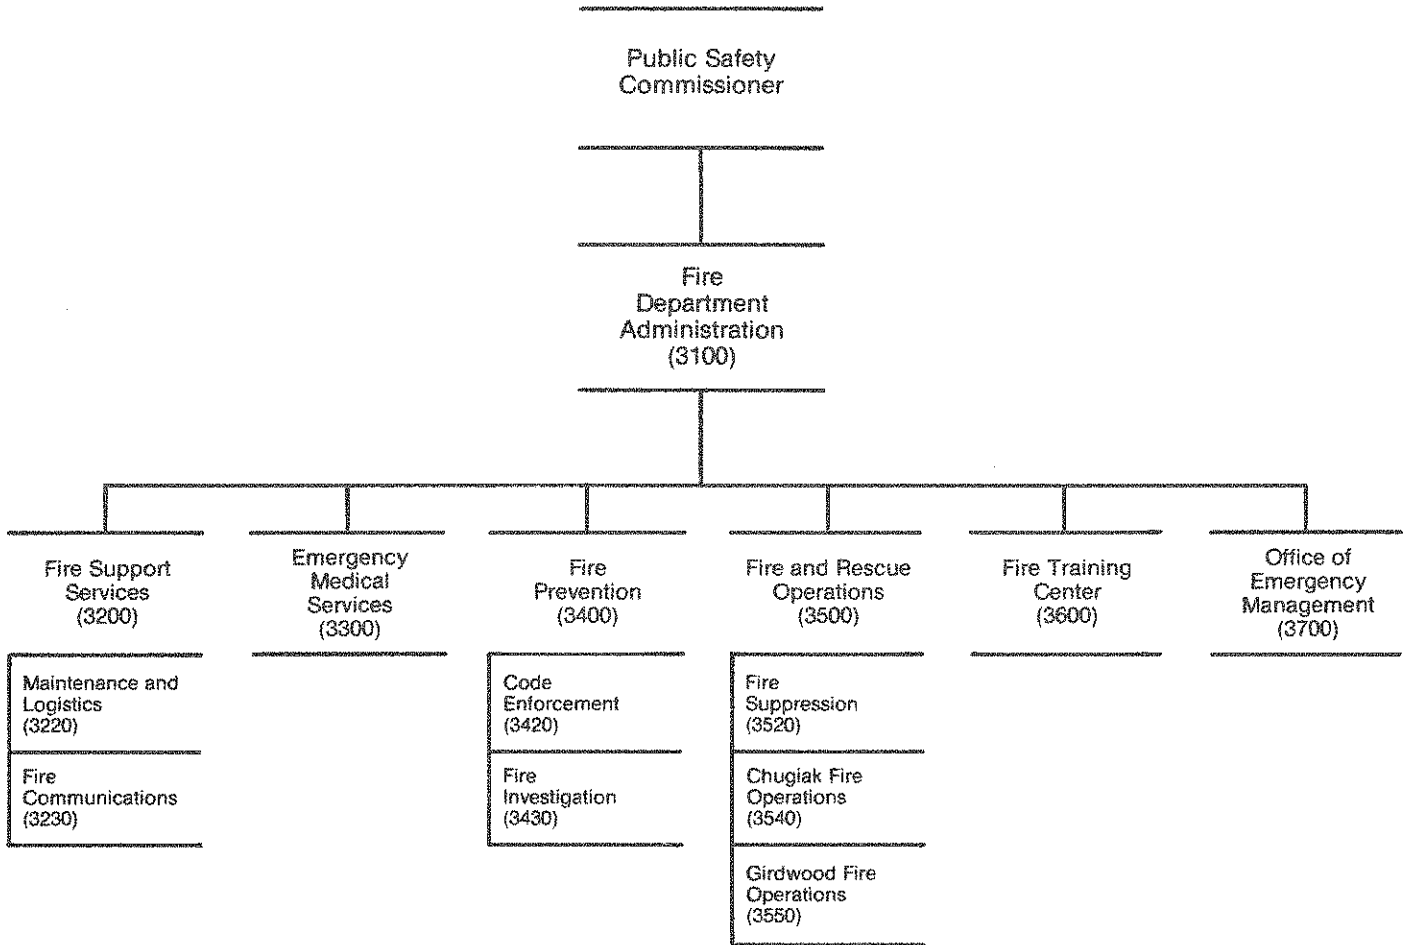 Public Safety
Commissioner
Fire
Department
Administration
(3100)
Fire Support
Services
(3200)
Emergency
Medical
Services
(3300)
Fire
Prevention
(3400)
Fire and Rescue
Operations
(3500)
Fire Training
Center
(3600)
Office of
Emergency
Management
(3700)
Maintenance and
Logistics
(3220)
Fire
Communications
(3230)
Code
Enforcement
(3420)
Fire
Investigation
(3430)
Fire
Suppression
(3520)
Chugiak Fire
Operations
(3540)
Girdwood Fire
Operations
(3550)